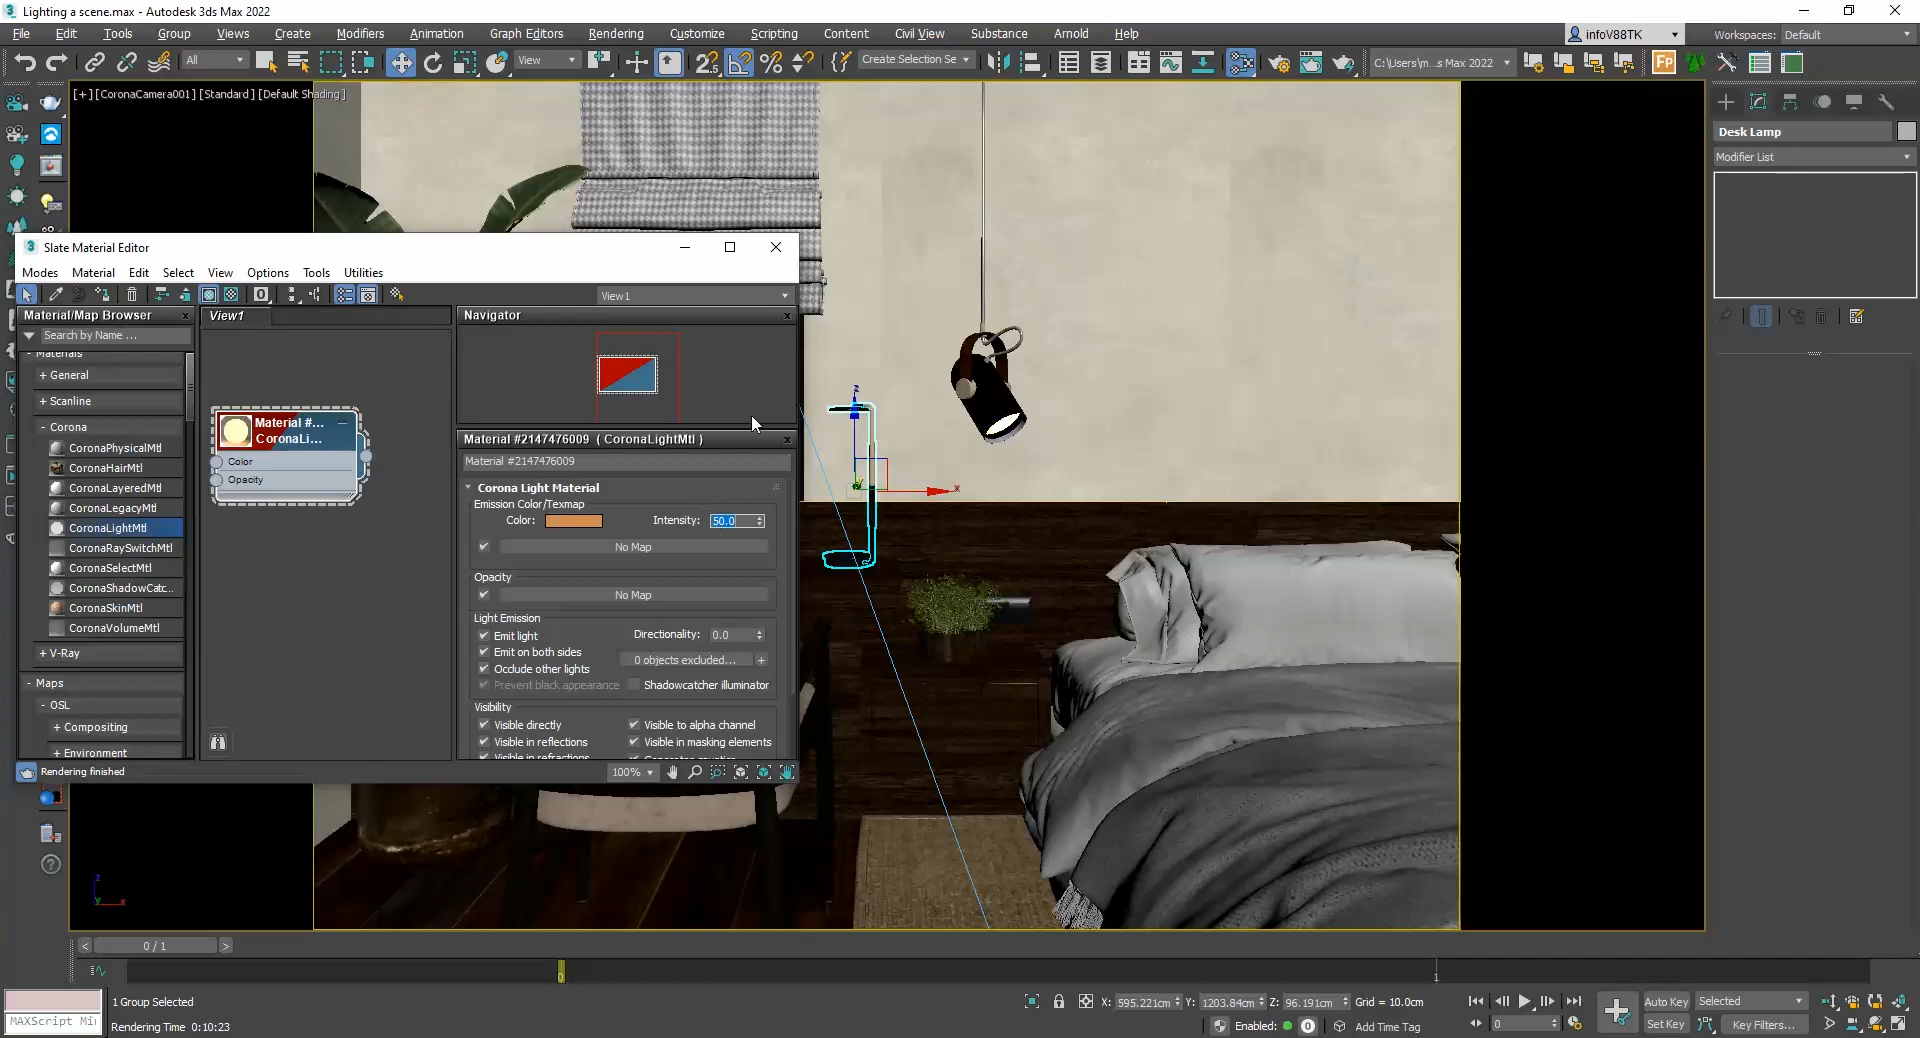 Lighting a scene.max - Autodesk 3ds Max 2022
File Edit Tools Group Views Create Modifiers Animation Graph Editors Rendering Customize Scripting Content Civil View Substance Arnold Help
infoV88TK
Workspaces: Default
All
View
Create Selection Se
C:\Users\m...s Max 2022
FP
[+] [CoronaCamera001] [Standard] [Default Shading]
Desk Lamp
Modifier List
Slate Material Editor
Modes Material Edit Select View Options Tools Utilities
View1
Material/Map Browser
View1
Navigator
Search by Name ...
- Materials
+ General
+ Scanline
- Corona
CoronaPhysicalMtl
CoronaHairMtl
CoronaLayeredMtl
CoronaLegacyMtl
CoronaLightMtl
CoronaRaySwitchMtl
CoronaSelectMtl
CoronaShadowCatc...
CoronaSkinMtl
CoronaVolumeMtl
+ V-Ray
- Maps
- OSL
+ Compositing
+ Environment
Material #...
CoronaLi...
Color
Opacity
Material #2147476009 ( CoronaLightMtl )
Material #2147476009
Corona Light Material
Emission Color/Texmap
Color: Intensity: 50.0
No Map
Opacity
No Map
Light Emission
Emit light Directionality: 0.0
Emit on both sides 0 objects excluded... +
Occlude other lights
Prevent black appearance Shadowcatcher illuminator
Visibility
Visible directly Visible to alpha channel
Visible in reflections Visible in masking elements
Visible in refractions
Rendering finished
100%
z
x
z
x
< 0 / 1 >
0
1
MAXScript Mi
1 Group Selected
Rendering Time 0:10:23
X: 595.221cm Y: 1203.84cm Z: 96.191cm Grid = 10.0cm
Enabled: 0 Add Time Tag
0
Auto Key Selected
Set Key Key Filters...